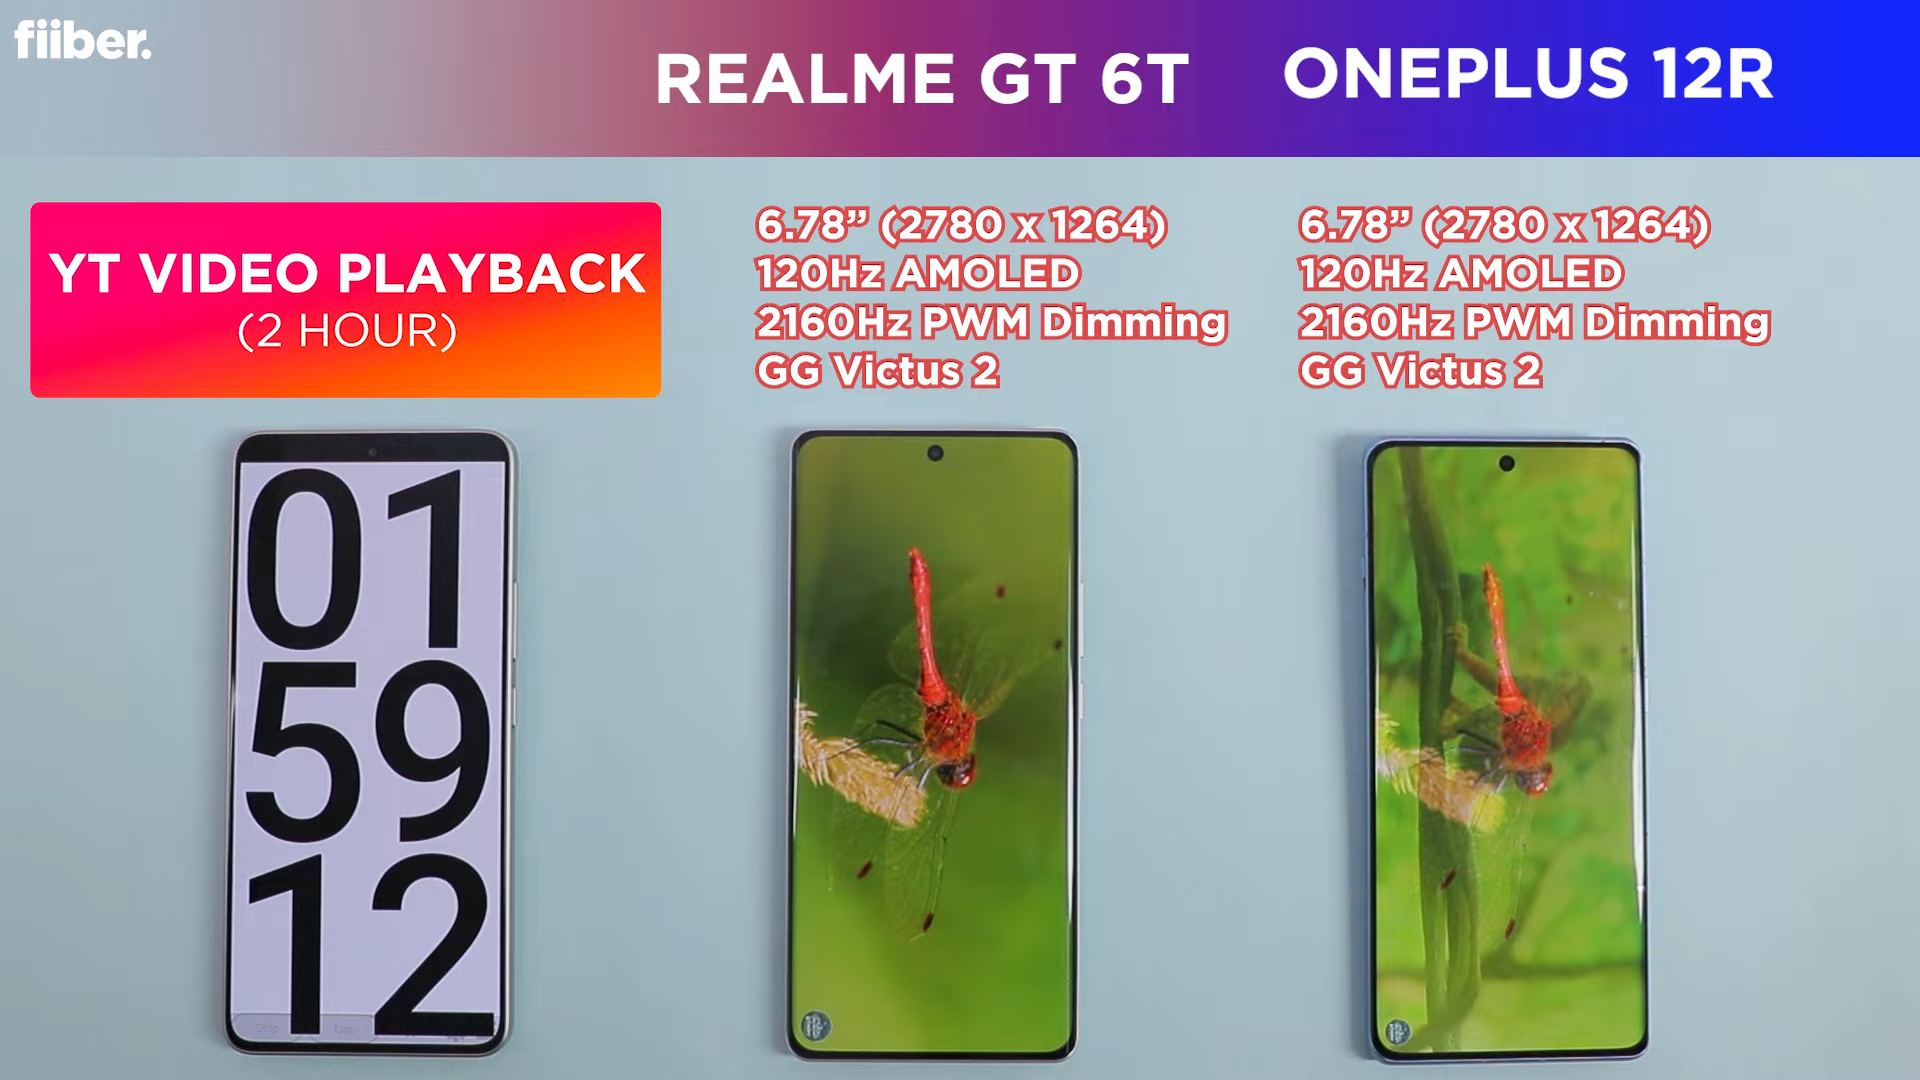 fiiber.
REALME GT 6T
ONEPLUS 12R
YT VIDEO PLAYBACK
(2 HOUR)
6.78” (2780 x 1264)
120Hz AMOLED
2160Hz PWM Dimming
GG Victus 2
6.78” (2780 x 1264)
120Hz AMOLED
2160Hz PWM Dimming
GG Victus 2
01
59
12
Stop
Lap